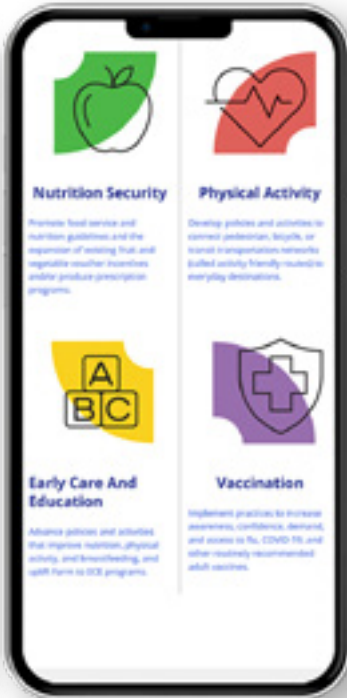 Nutrition Security
Promote food service and
nutrition guidelines and the
expansion of existing fruit and
vegetable voucher incentives
and/or produce prescription
programs.
Physical Activity
Develop policies and activities to
connect pedestrian, bicycle, or
transit transportation networks
(called activity friendly routes) to
everyday destinations.
A
B C
Early Care And
Education
Advance policies and activities
that improve nutrition, physical
activity, and breastfeeding, and
uplift Farm to ECE programs.
Vaccination
Implement practices to increase
awareness, confidence, demand,
and access to flu, COVID-19, and
other routinely recommended
adult vaccines.